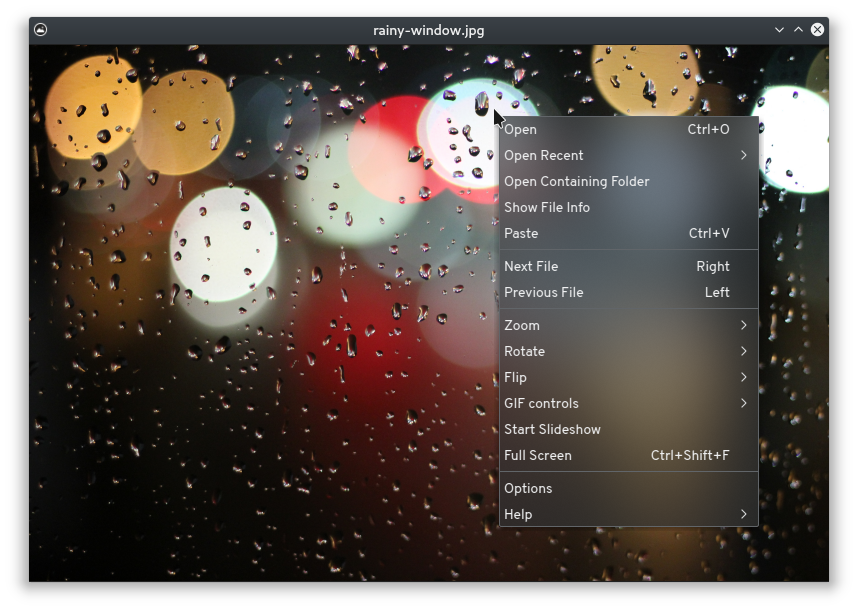 rainy-window.jpg
Open Ctrl+O
Open Recent
Open Containing Folder
Show File Info
Paste Ctrl+V
Next File Right
Previous File Left
Zoom
Rotate
Flip
GIF controls
Start Slideshow
Full Screen Ctrl+Shift+F
Options
Help